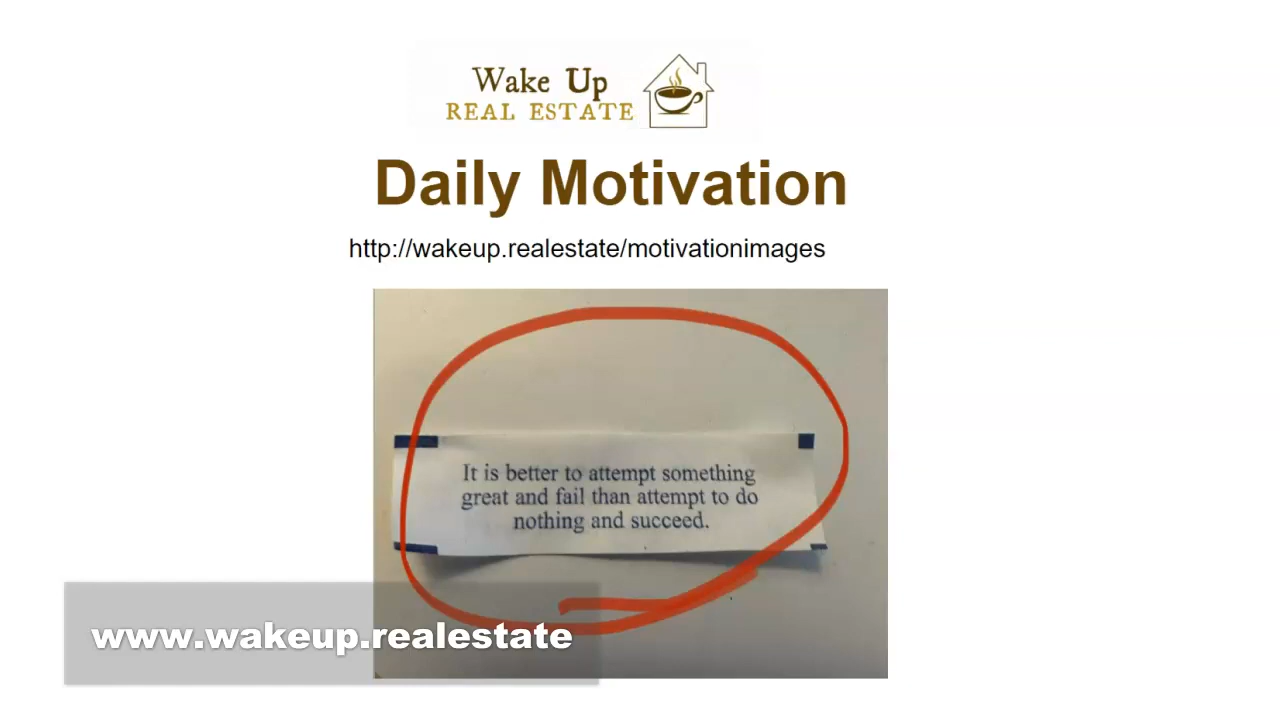 Wake Up
REAL ESTATE
Daily Motivation
http://wakeup.realestate/motivationimages
It is better to attempt something
great and fail than attempt to do
nothing and succeed.
www.wakeup.realestate